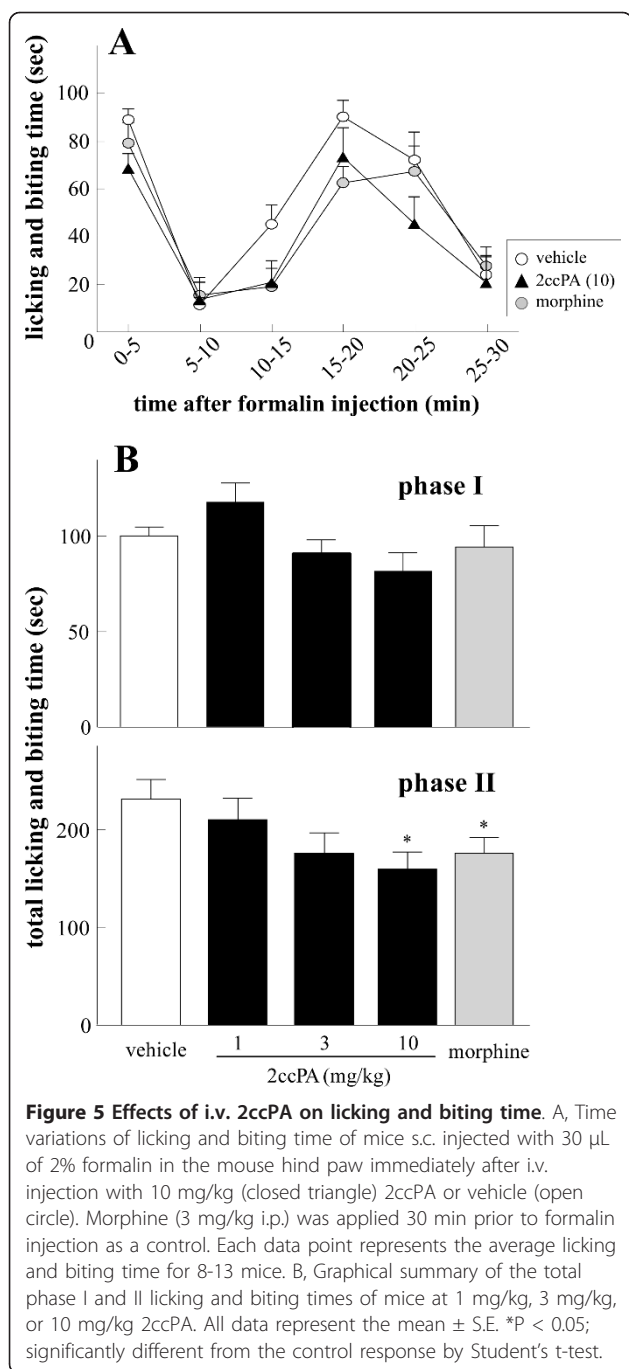 A
licking and biting time (sec)
100
80
60
40
20
0
0-5
5-10
10-15
15-20
20-25
25-30
vehicle
2ccPA (10)
morphine
time after formalin injection (min)
B
phase I
total licking and biting time (sec)
100
50
0
phase II
200
100
0
*
*
vehicle
1
3
10
morphine
2ccPA (mg/kg)
Figure 5 Effects of i.v. 2ccPA on licking and biting time. A, Time
variations of licking and biting time of mice s.c. injected with 30 μL
of 2% formalin in the mouse hind paw immediately after i.v.
injection with 10 mg/kg (closed triangle) 2ccPA or vehicle (open
circle). Morphine (3 mg/kg i.p.) was applied 30 min prior to formalin
injection as a control. Each data point represents the average licking
and biting time for 8-13 mice. B, Graphical summary of the total
phase I and II licking and biting times of mice at 1 mg/kg, 3 mg/kg,
or 10 mg/kg 2ccPA. All data represent the mean ± S.E. *P < 0.05;
significantly different from the control response by Student's t-test.